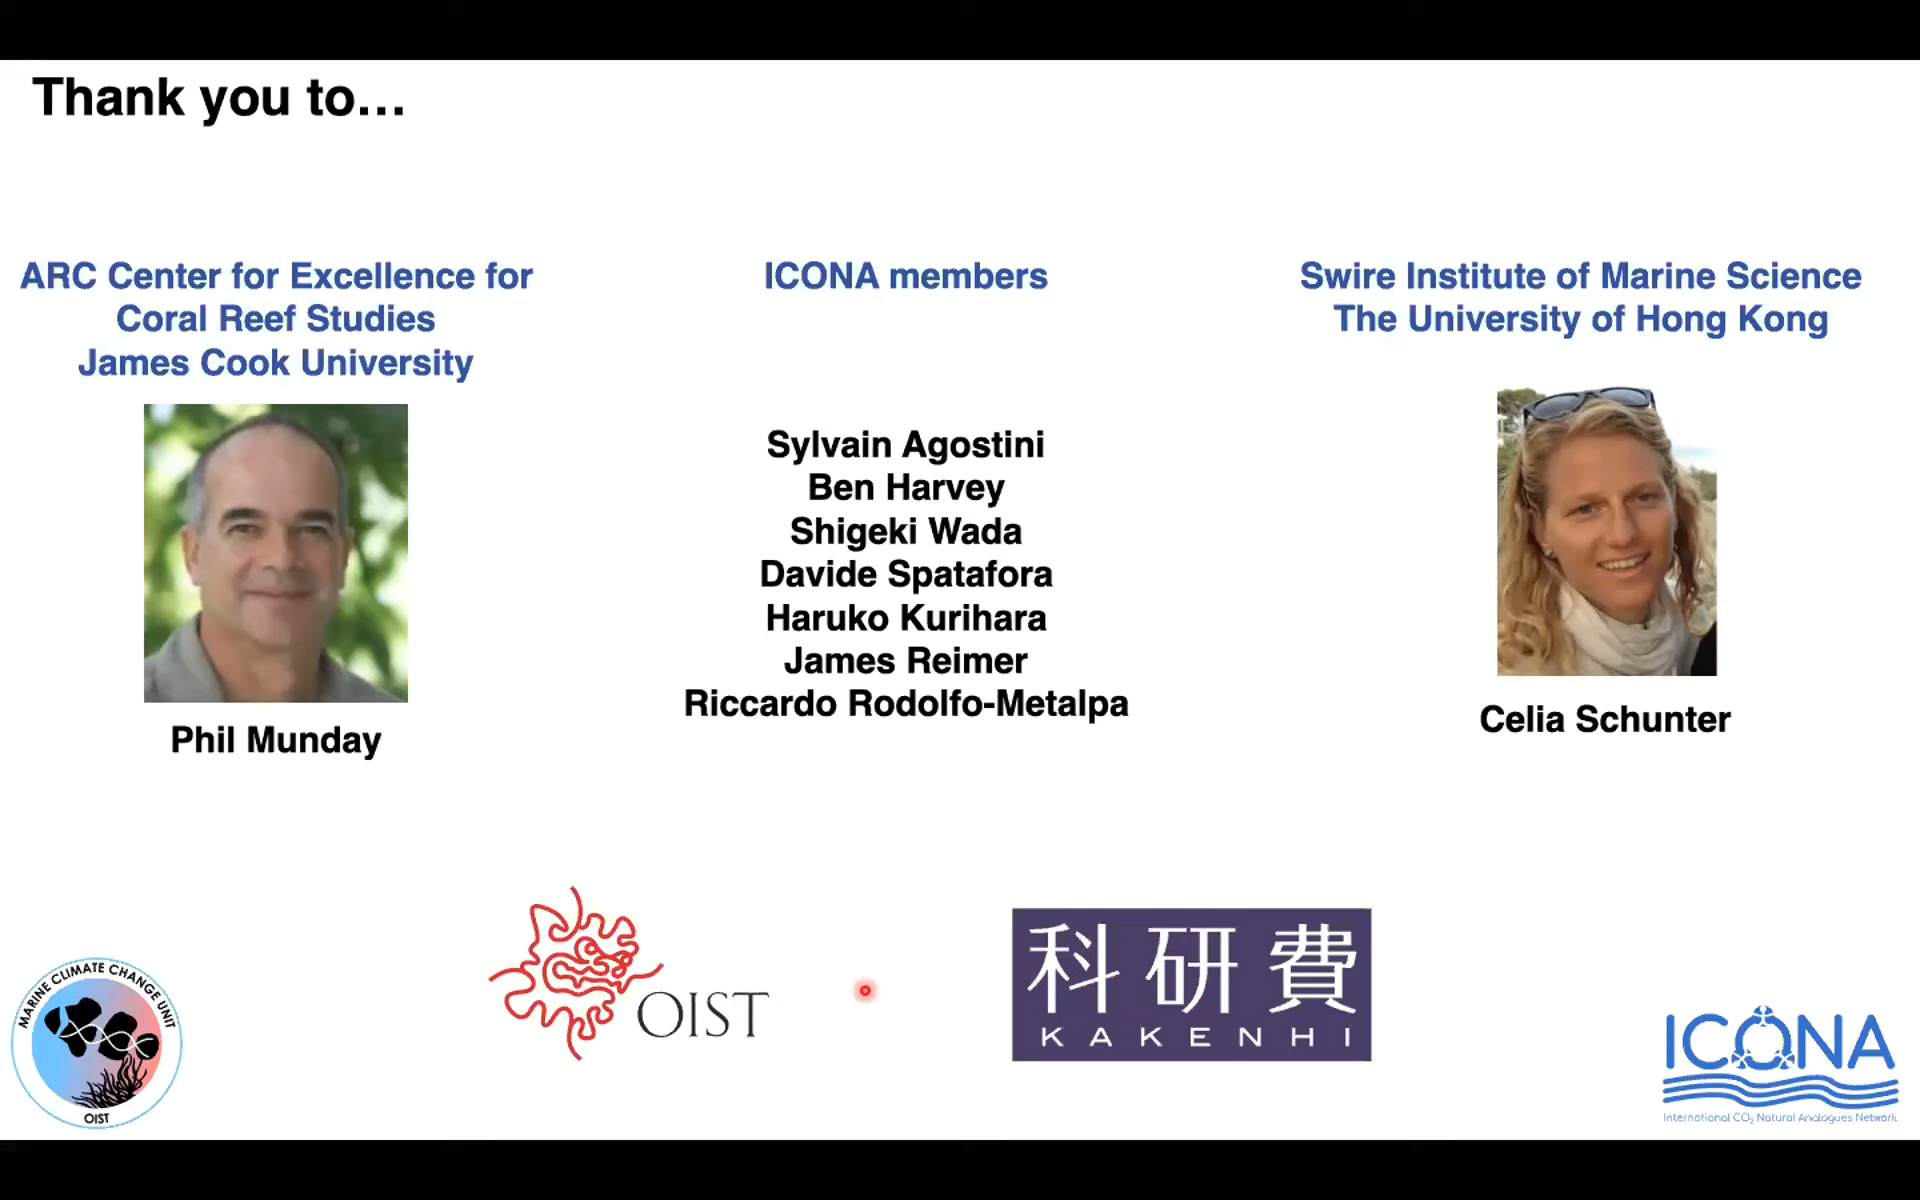 Thank you to...
ARC Center for Excellence for
Coral Reef Studies
James Cook University
Phil Munday
ICONA members
Sylvain Agostini
Ben Harvey
Shigeki Wada
Davide Spatafora
Haruko Kurihara
James Reimer
Riccardo Rodolfo-Metalpa
Swire Institute of Marine Science
The University of Hong Kong
Celia Schunter
MARINE CLIMATE CHANGE UNIT
OIST
OIST
科研費
KAKENHI
ICONA
International CO₂ Natural Analogues Network